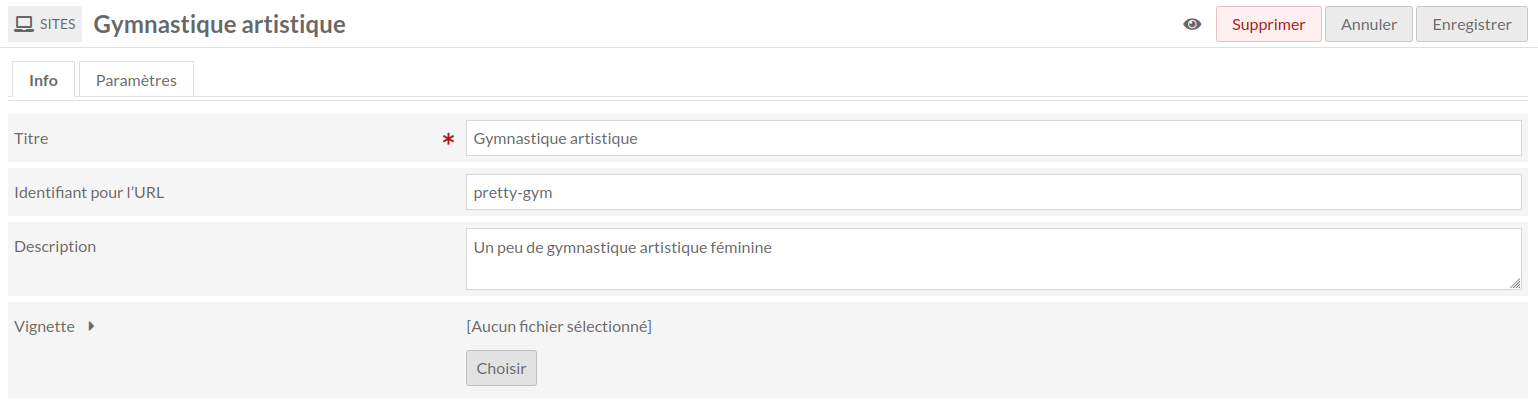 SITES Gymnastique artistique Supprimer Annuler Enregistrer
Info Paramètres
Titre * Gymnastique artistique
Identifiant pour l’URL pretty-gym
Description Un peu de gymnastique artistique féminine
Vignette [Aucun fichier sélectionné]
Choisir